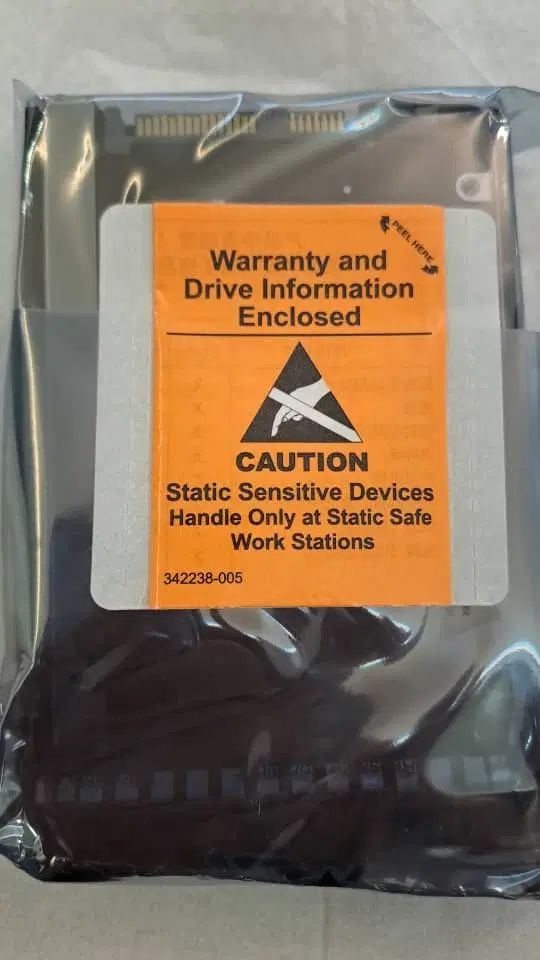 PEEL HERE
Warranty and
Drive Information
Enclosed
CAUTION
Static Sensitive Devices
Handle Only at Static Safe
Work Stations
342238-005